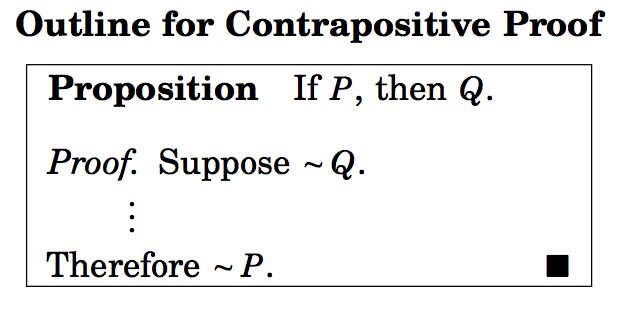 Outline for Contrapositive Proof
Proposition If P, then Q.
Proof. Suppose ~Q.
⋮
Therefore ~P. ■